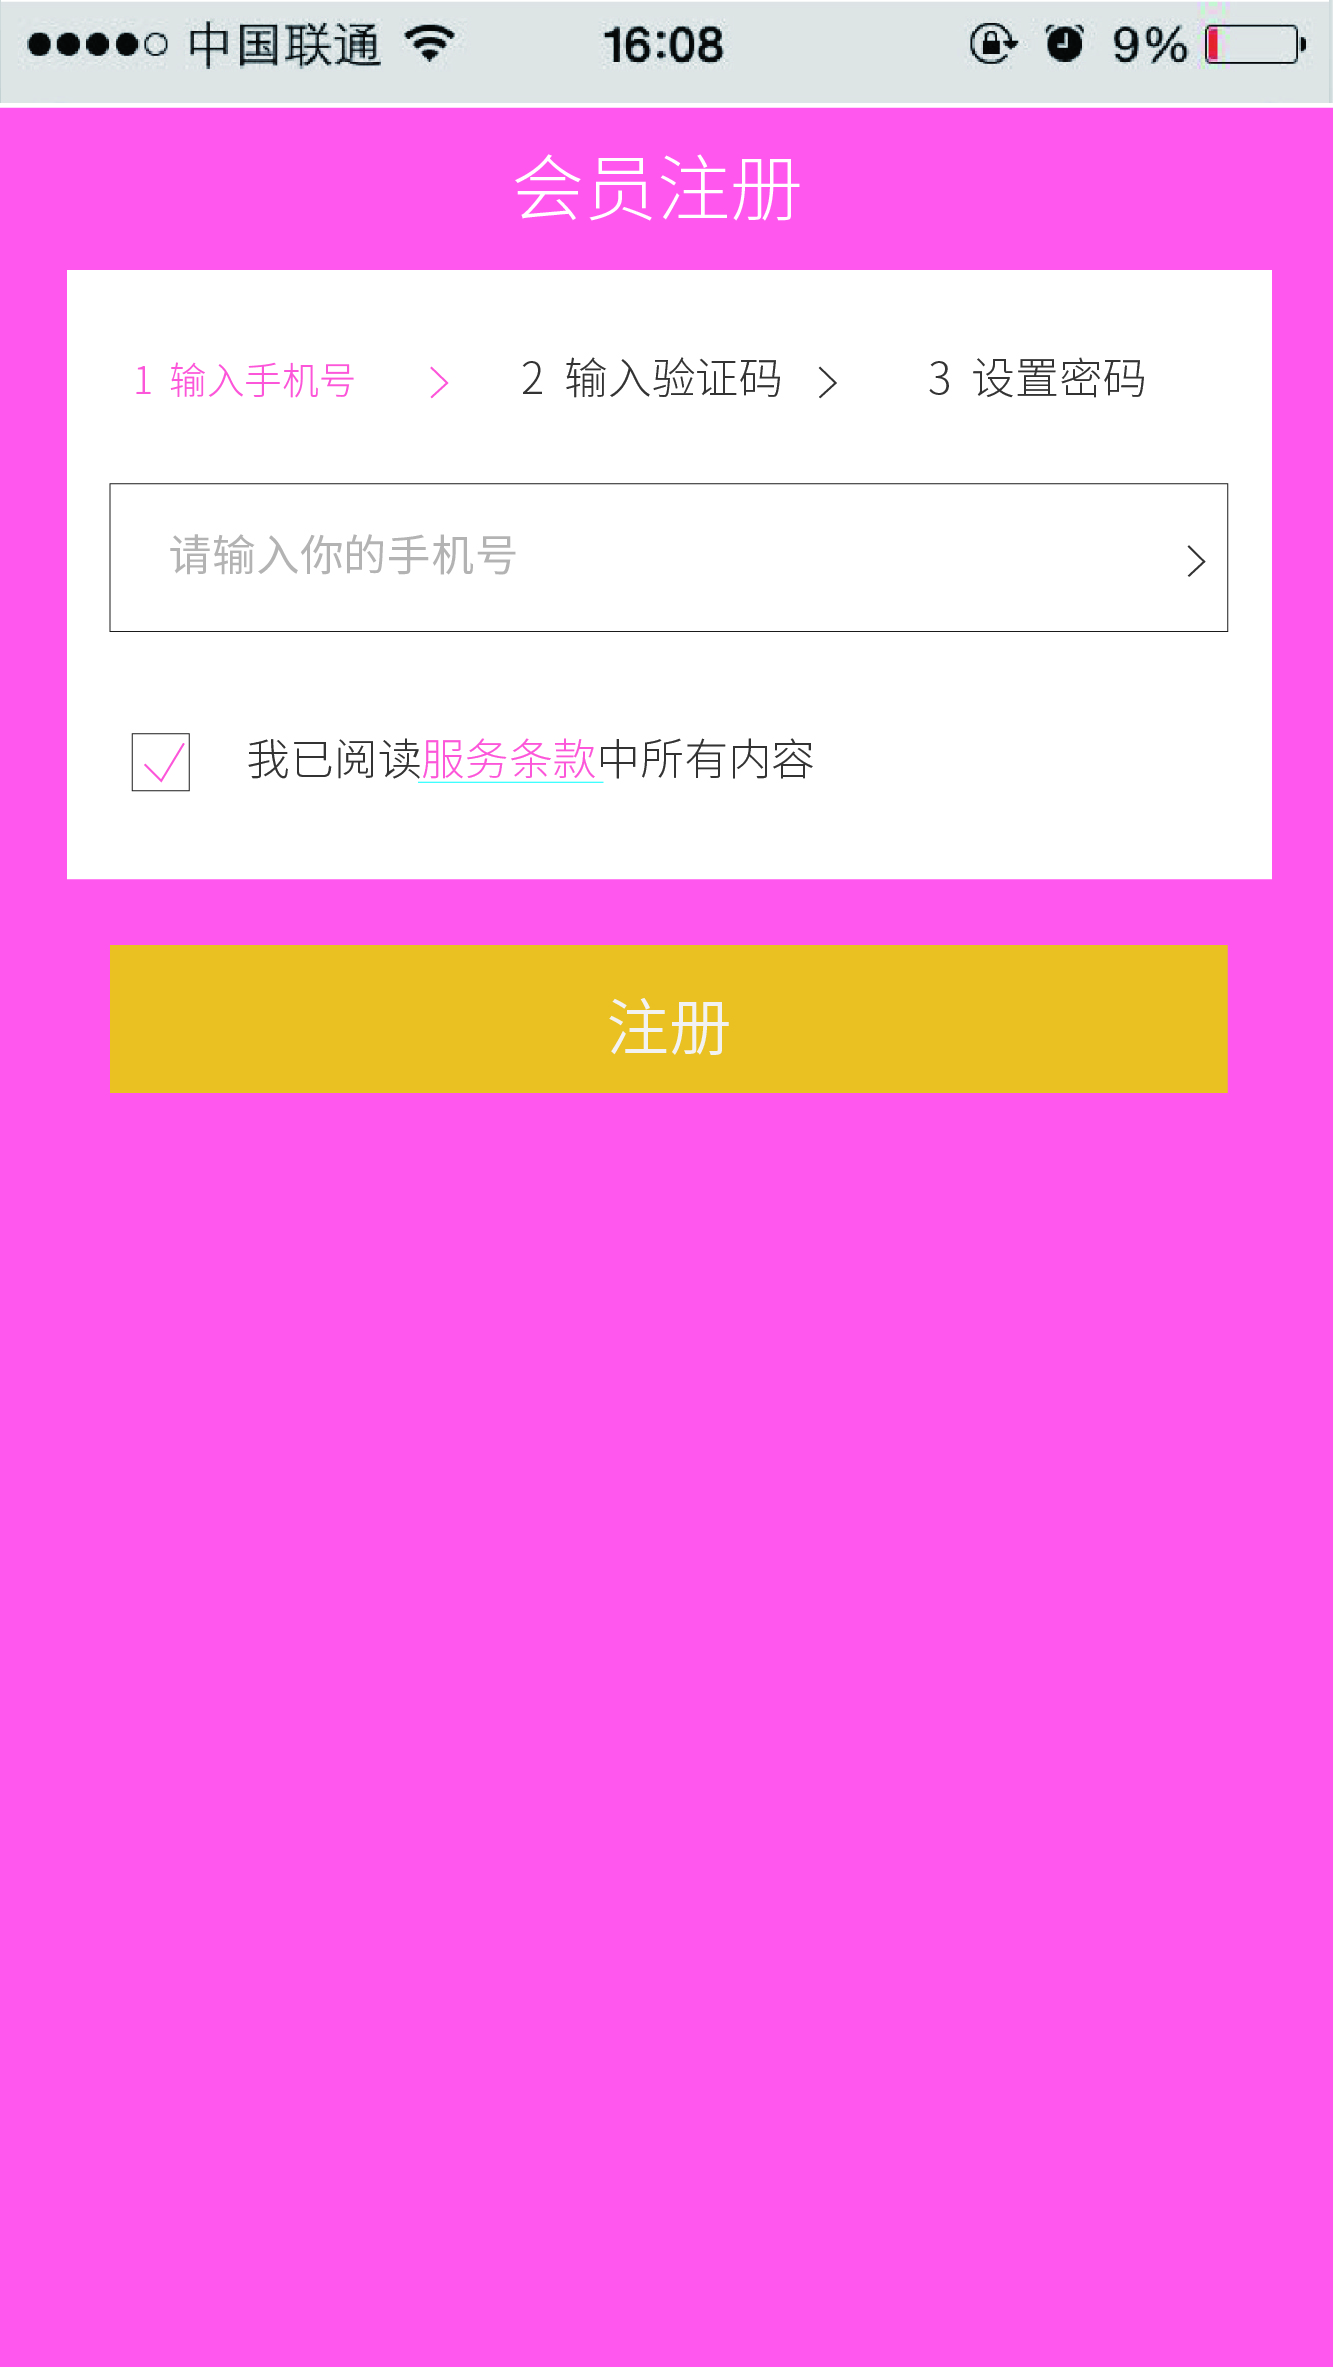 中国联通 16:08 9%
会员注册
1 输入手机号 > 2 输入验证码 > 3 设置密码
请输入你的手机号 >
我已阅读服务条款中所有内容
注册